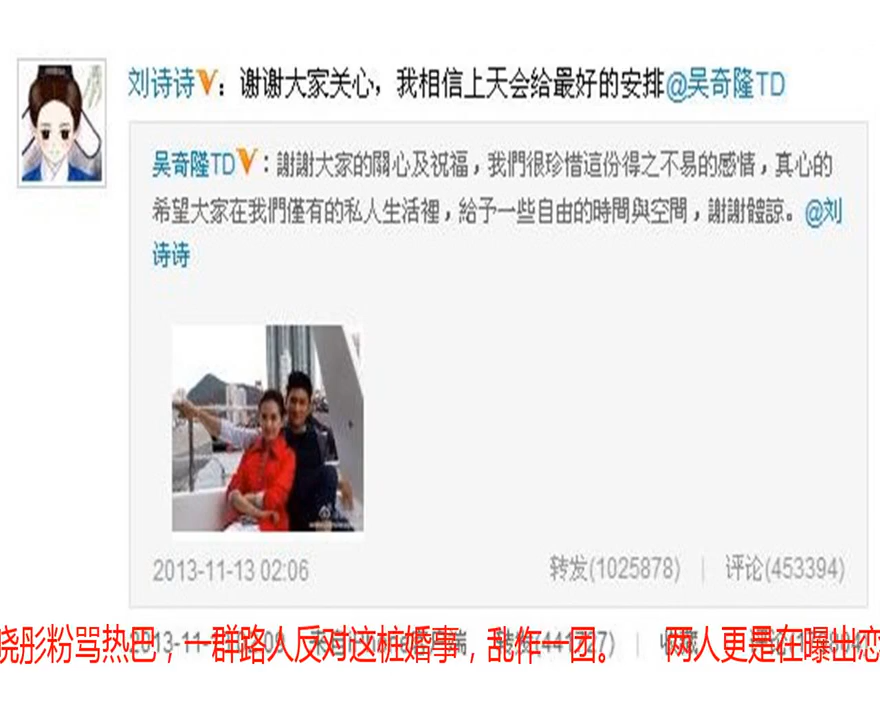 刘诗诗V：谢谢大家关心，我相信上天会给最好的安排@吴奇隆TD
吴奇隆TDV：謝謝大家的關心及祝福，我們很珍惜這份得之不易的感情，真心的
希望大家在我們僅有的私人生活裡，給予一些自由的時間與空間，謝謝體諒。@刘
诗诗
2013-11-13 02:06 转发(1025878) | 评论(453394)
晓彤粉骂热巴，一群路人反对这桩婚事，乱作一团。 两人更是在曝出恋